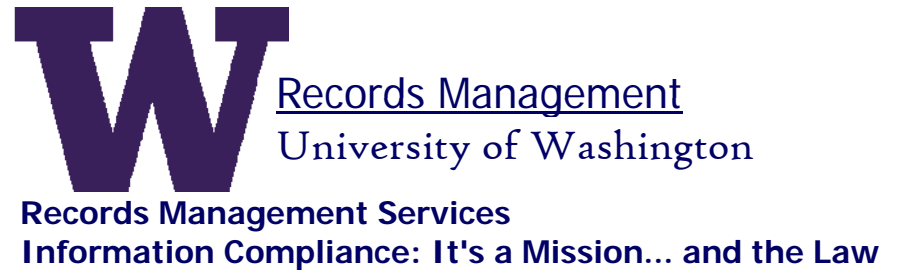 W
Records Management
University of Washington
Records Management Services
Information Compliance: It's a Mission... and the Law